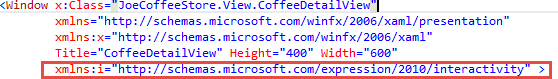 <Window x:Class="JoeCoffeeStore.View.CoffeeDetailView"
xmlns="http://schemas.microsoft.com/winfx/2006/xaml/presentation"
xmlns:x="http://schemas.microsoft.com/winfx/2006/xaml"
Title="CoffeeDetailView" Height="400" Width="600"
xmlns:i="http://schemas.microsoft.com/expression/2010/interactivity" >